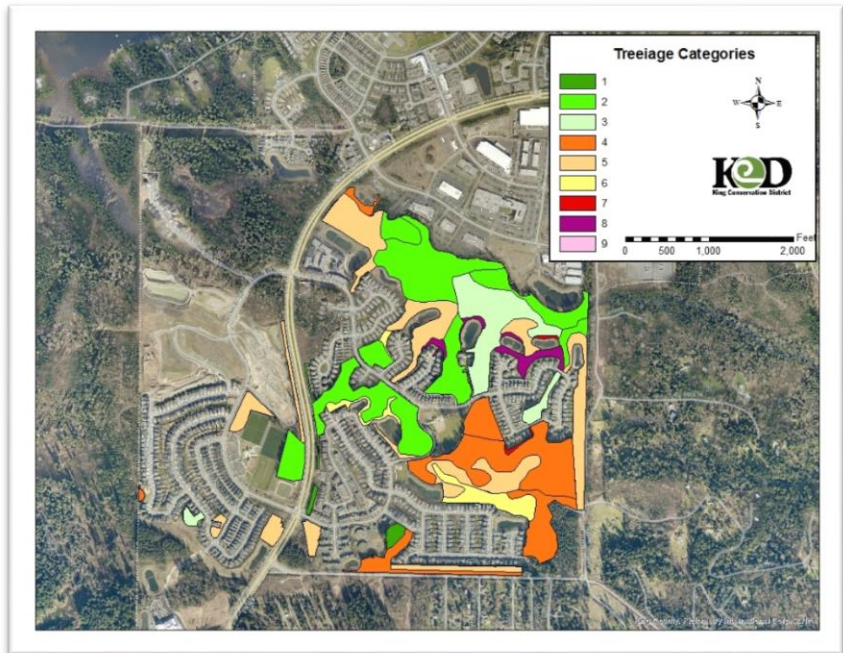 Treeiage Categories
1
2
3
4
5
6
7
8
9
N
W E
S
KCD
King Conservation District
Feet
0 500 1,000 2,000